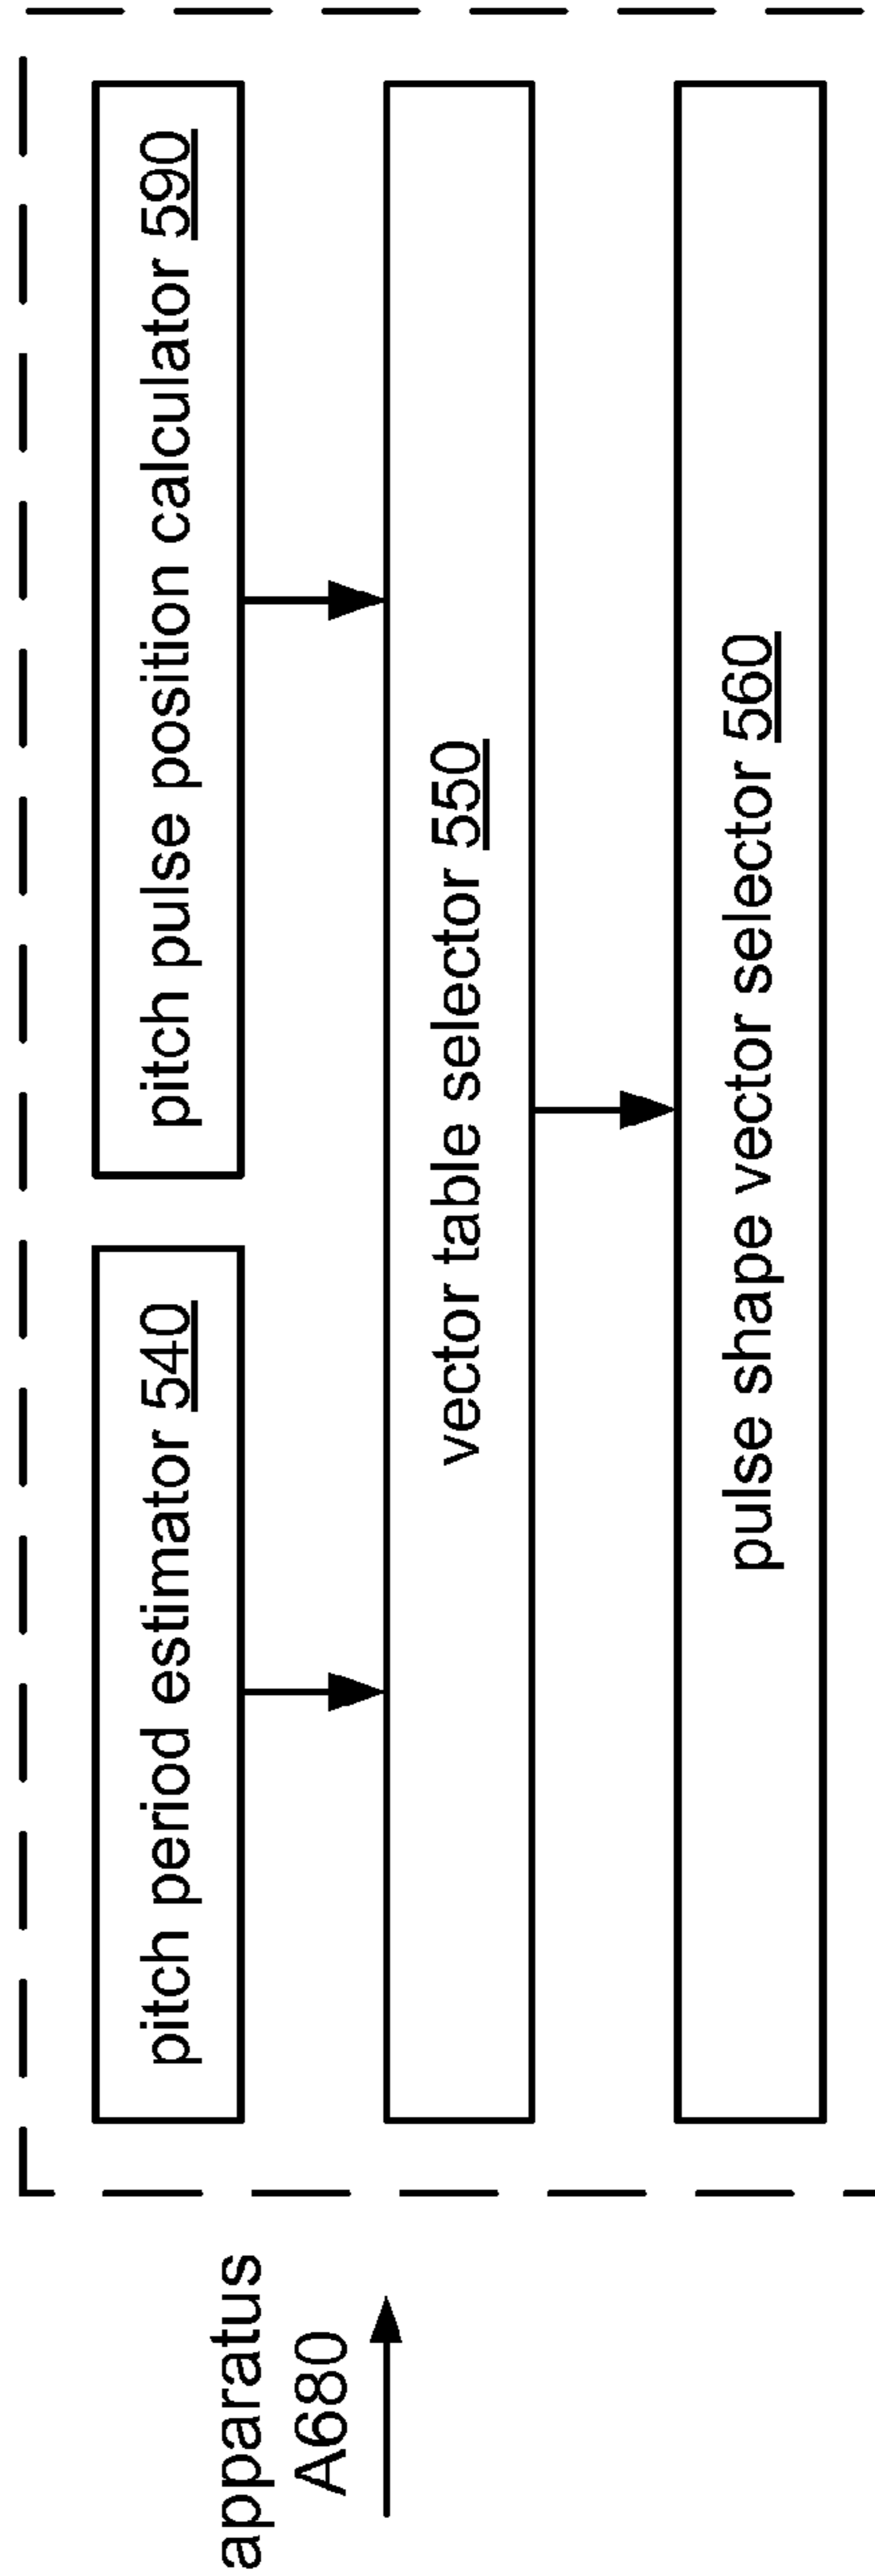 apparatus
A680
pitch period estimator 540
pitch pulse position calculator 590
vector table selector 550
pulse shape vector selector 560